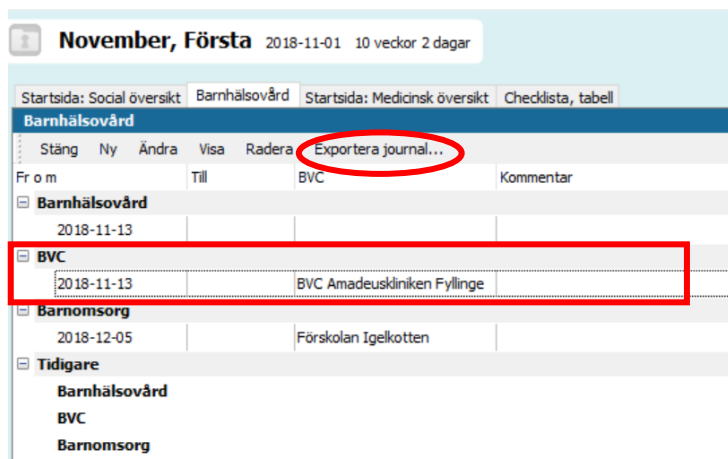 November, Första 2018-11-01 10 veckor 2 dagar
Startsida: Social översikt Barnhälsovård Startsida: Medicinsk översikt Checklista, tabell
Barnhälsovård
Stäng Ny Ändra Visa Radera Exportera journal...
Fr o m Till BVC Kommentar
Barnhälsovård
2018-11-13
BVC
2018-11-13 BVC Amadeuskliniken Fyllinge
Barnomsorg
2018-12-05 Förskolan Igelkotten
Tidigare
Barnhälsovård
BVC
Barnomsorg